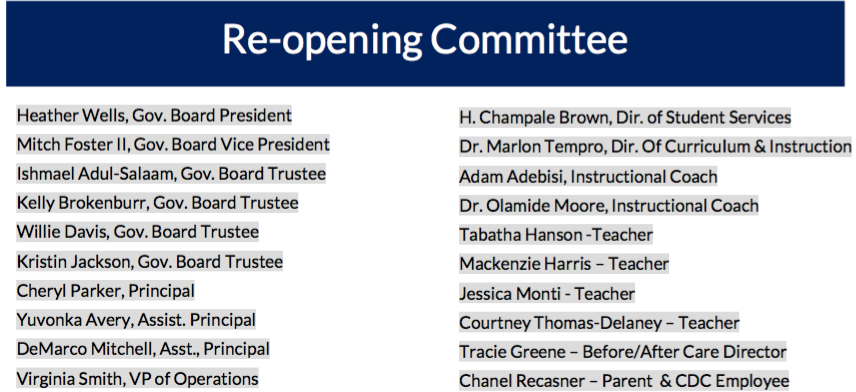 Re-opening Committee
Heather Wells, Gov. Board President
Mitch Foster II, Gov. Board Vice President
Ishmael Adul-Salaam, Gov. Board Trustee
Kelly Brokenburr, Gov. Board Trustee
Willie Davis, Gov. Board Trustee
Kristin Jackson, Gov. Board Trustee
Cheryl Parker, Principal
Yuvonka Avery, Assist. Principal
DeMarco Mitchell, Asst., Principal
Virginia Smith, VP of Operations
H. Champale Brown, Dir. of Student Services
Dr. Marlon Tempro, Dir. Of Curriculum & Instruction
Adam Adebisi, Instructional Coach
Dr. Olamide Moore, Instructional Coach
Tabatha Hanson -Teacher
Mackenzie Harris – Teacher
Jessica Monti - Teacher
Courtney Thomas-Delaney – Teacher
Tracie Greene – Before/After Care Director
Chanel Recasner – Parent & CDC Employee